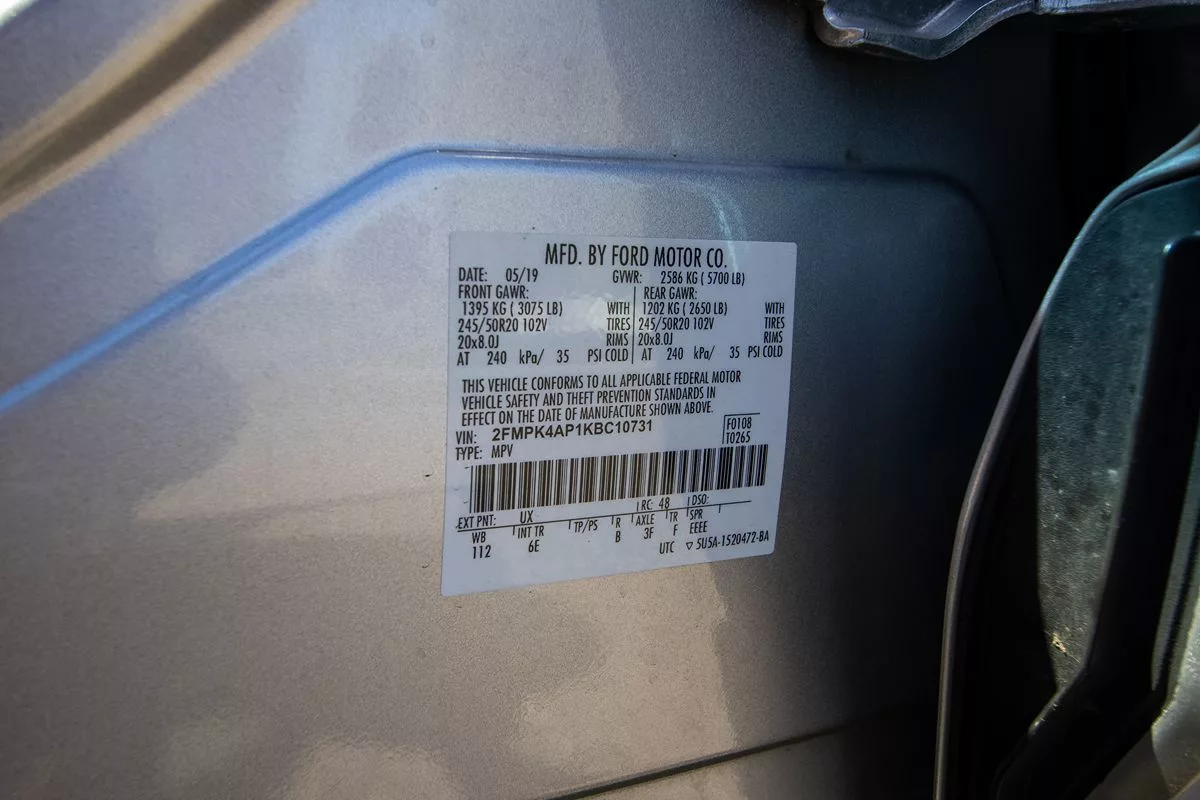 MFD. BY FORD MOTOR CO.
DATE: 05/19 GVWR: 2586 KG ( 5700 LB)
FRONT GAWR: REAR GAWR:
1395 KG ( 3075 LB) WITH 1202 KG ( 2650 LB) WITH
245/50R20 102V TIRES 245/50R20 102V TIRES
20x8.0J RIMS 20x8.0J RIMS
AT 240 kPa/ 35 PSI COLD AT 240 kPa/ 35 PSI COLD
THIS VEHICLE CONFORMS TO ALL APPLICABLE FEDERAL MOTOR
VEHICLE SAFETY AND THEFT PREVENTION STANDARDS IN
EFFECT ON THE DATE OF MANUFACTURE SHOWN ABOVE.
VIN: 2FMPK4AP1KBC10731 F0108
TYPE: MPV T0265
EXT PNT: UX RC: 48 DSO:
WB INT TR TP/PS R AXLE TR SPR
112 6E B 3F F EEEE
UTC ▽ 5U5A-1520472-BA